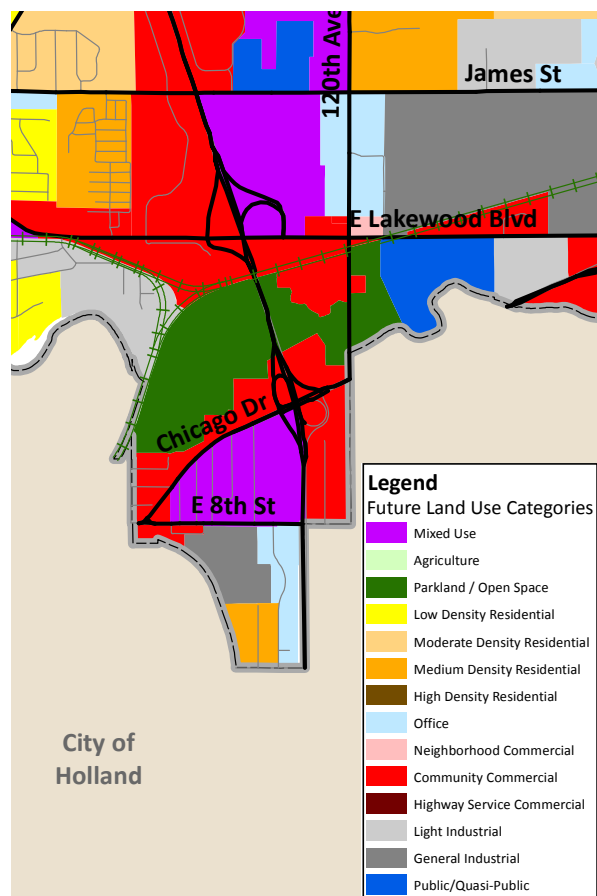 120th Ave
James St
E Lakewood Blvd
Chicago Dr
E 8th St
City of
Holland
Legend
Future Land Use Categories
Mixed Use
Agriculture
Parkland / Open Space
Low Density Residential
Moderate Density Residential
Medium Density Residential
High Density Residential
Office
Neighborhood Commercial
Community Commercial
Highway Service Commercial
Light Industrial
General Industrial
Public/Quasi-Public